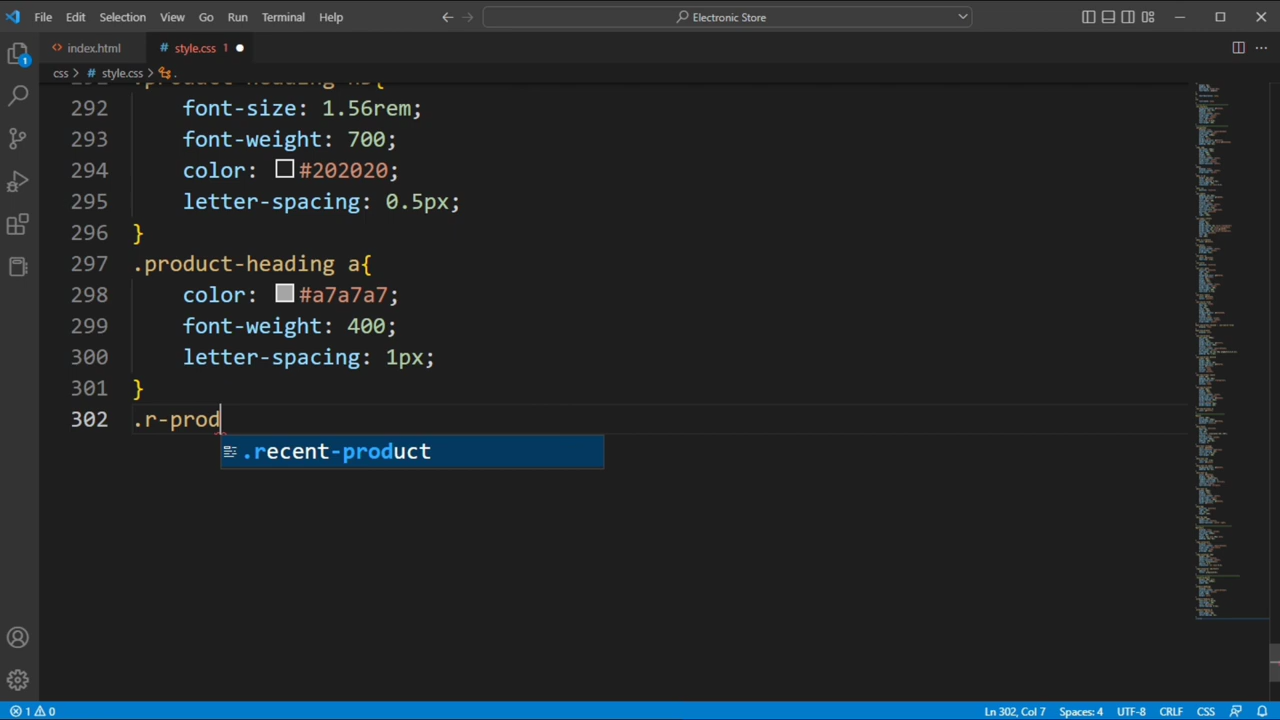 File Edit Selection View Go Run Terminal Help
Electronic Store
index.html
# style.css 1
css > # style.css > .
1
292 font-size: 1.56rem;
293 font-weight: 700;
294 color: #202020;
295 letter-spacing: 0.5px;
296 }
297 .product-heading a{
298 color: #a7a7a7;
299 font-weight: 400;
300 letter-spacing: 1px;
301 }
302 .r-prod
.recent-product
1 0
Ln 302, Col 7 Spaces: 4 UTF-8 CRLF CSS